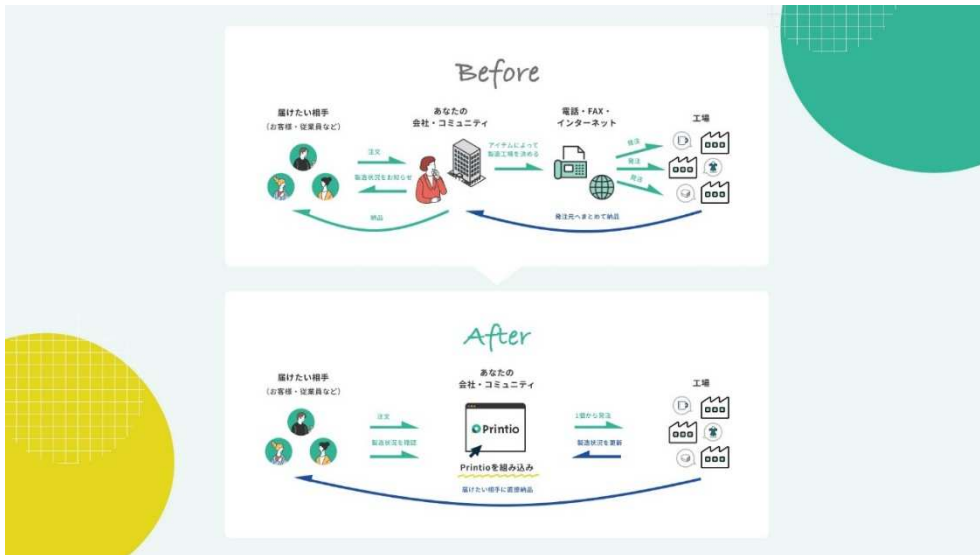 Before
届けたい相手
(お客様・従業員など)
あなたの
会社・コミュニティ
電話・FAX・
インターネット
工場
注文
製造状況をお知らせ
納品
アイテムによって
製造工場を決める
発注
発注
発注
発注元へまとめて納品
After
届けたい相手
(お客様・従業員など)
あなたの
会社・コミュニティ
工場
注文
製造状況を確認
Printio
Printioを組み込み
1個から発注
製造状況を更新
届けたい相手に直接納品